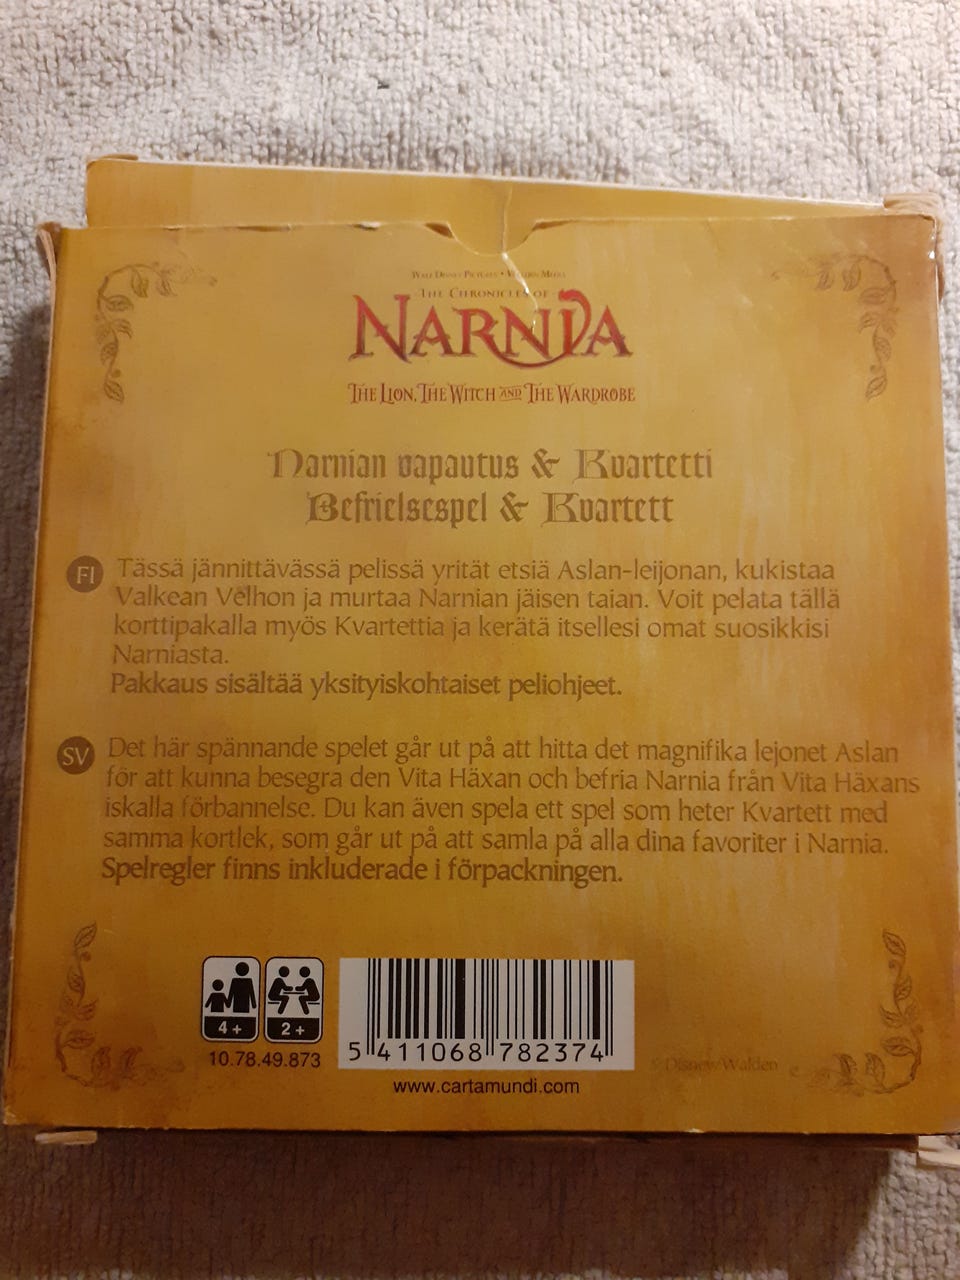 Walt Disney Pictures • Walden Media
The Chronicles of
Narnia
The Lion, The Witch and The Wardrobe
Narnian vapautus & Kvartetti
Befrielsespel & Kvartett
FI
Tässä jännittävässä pelissä yrität etsiä Aslan-leijonan, kukistaa
Valkean Velhon ja murtaa Narnian jäisen taian. Voit pelata tällä
korttipakalla myös Kvartettia ja kerätä itsellesi omat suosikkisi
Narniasta.
Pakkaus sisältää yksityiskohtaiset peliohjeet.
SV
Det här spännande spelet går ut på att hitta det magnifika lejonet Aslan
för att kunna besegra den Vita Häxan och befria Narnia från Vita Häxans
iskalla förbannelse. Du kan även spela ett spel som heter Kvartett med
samma kortlek, som går ut på att samla på alla dina favoriter i Narnia.
Spelregler finns inkluderade i förpackningen.
4+ 2+
10.78.49.873
5 411068 782374
© Disney/Walden
www.cartamundi.com